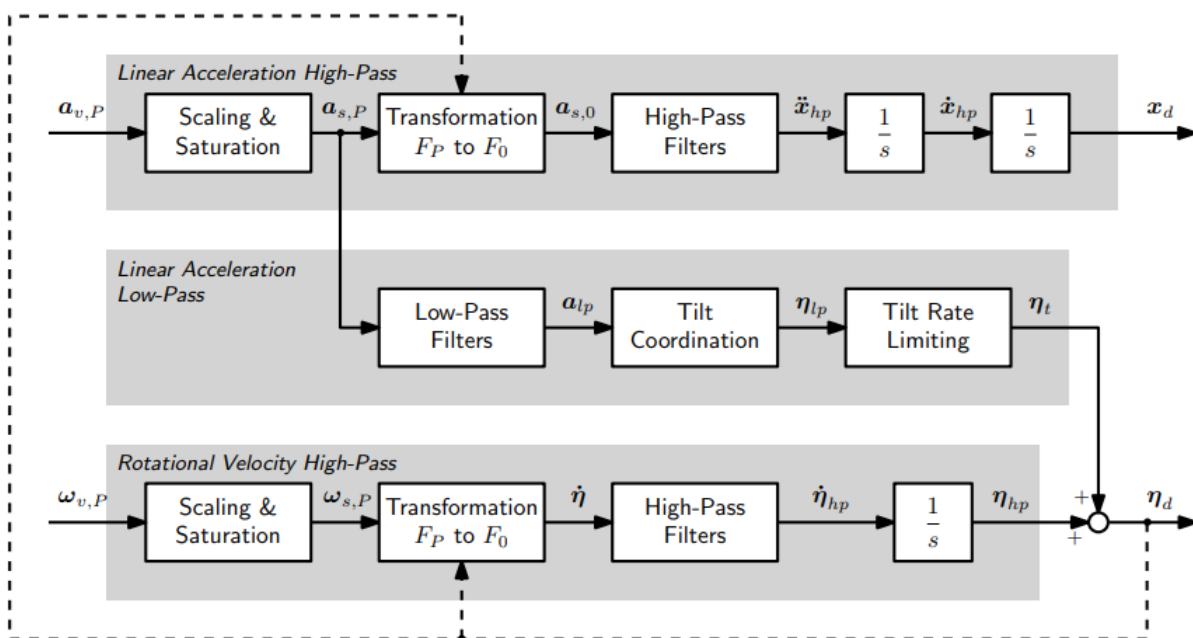 Linear Acceleration High-Pass
𝒂_{v,P}
Scaling &
Saturation
𝒂_{s,P}
Transformation
F_P to F_0
𝒂_{s,0}
High-Pass
Filters
𝒙̈_{hp}
1
s
𝒙̇_{hp}
1
s
𝒙_d
Linear Acceleration
Low-Pass
Low-Pass
Filters
𝒂_{lp}
Tilt
Coordination
𝜼_{lp}
Tilt Rate
Limiting
𝜼_t
Rotational Velocity High-Pass
𝝎_{v,P}
Scaling &
Saturation
𝝎_{s,P}
Transformation
F_P to F_0
𝜼̇
High-Pass
Filters
𝜼̇_{hp}
1
s
𝜼_{hp}
+
+
𝜼_d